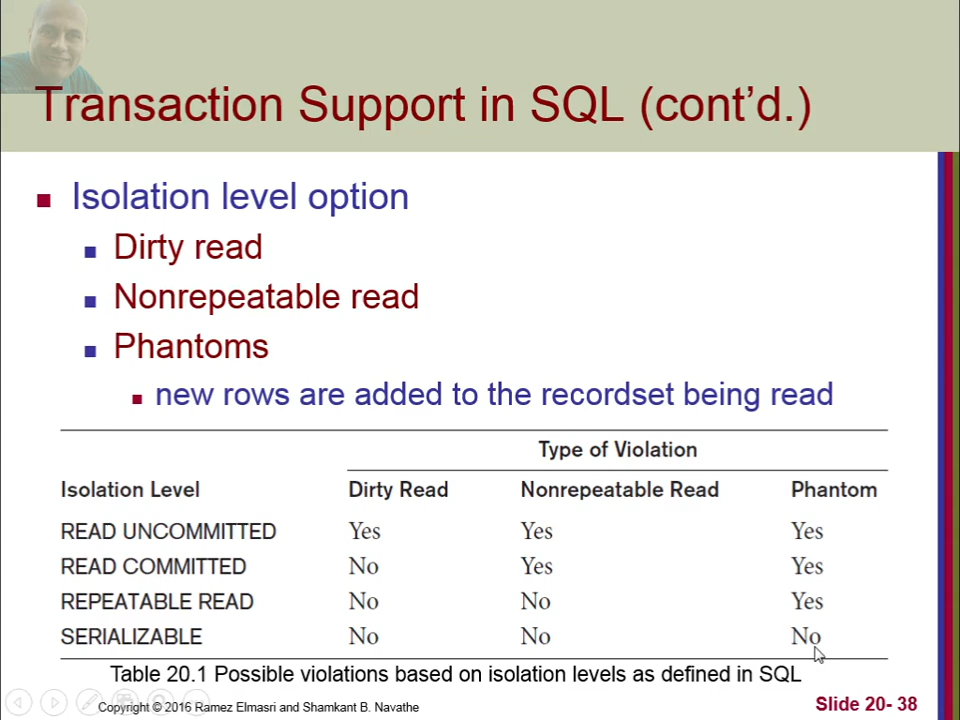 Transaction Support in SQL (cont’d.)
Isolation level option
Dirty read
Nonrepeatable read
Phantoms
new rows are added to the recordset being read
Type of Violation
Isolation Level Dirty Read Nonrepeatable Read Phantom
READ UNCOMMITTED Yes Yes Yes
READ COMMITTED No Yes Yes
REPEATABLE READ No No Yes
SERIALIZABLE No No No
Table 20.1 Possible violations based on isolation levels as defined in SQL
Copyright © 2016 Ramez Elmasri and Shamkant B. Navathe
Slide 20- 38